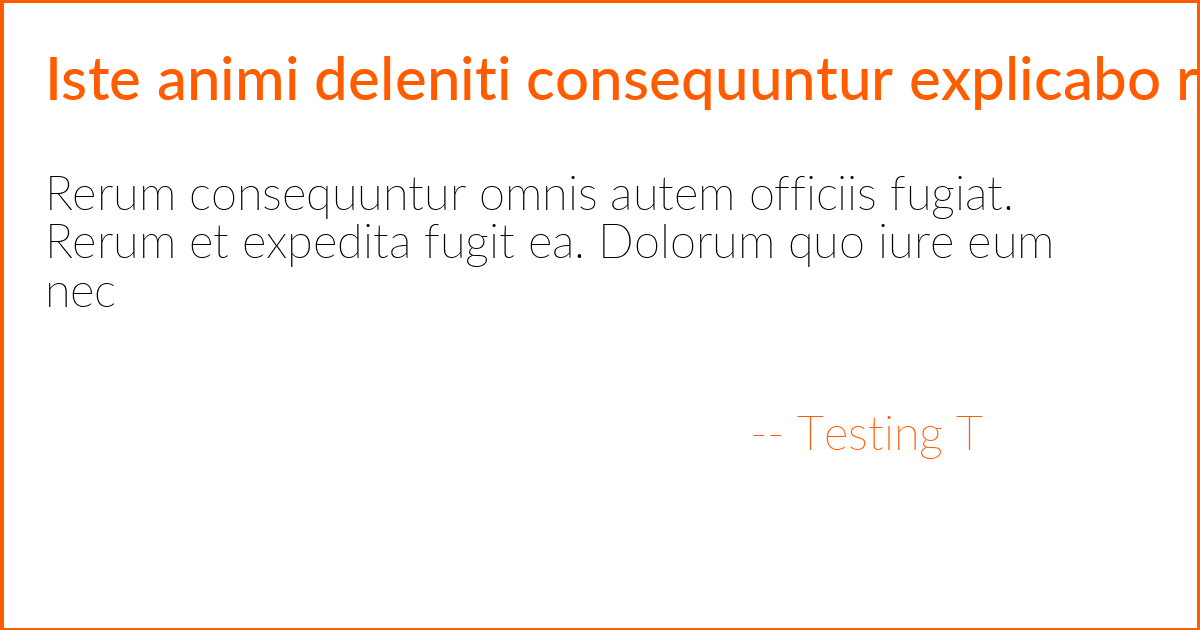 Iste animi deleniti consequuntur explicabo r
Rerum consequuntur omnis autem officiis fugiat.
Rerum et expedita fugit ea. Dolorum quo iure eum
nec
-- Testing T